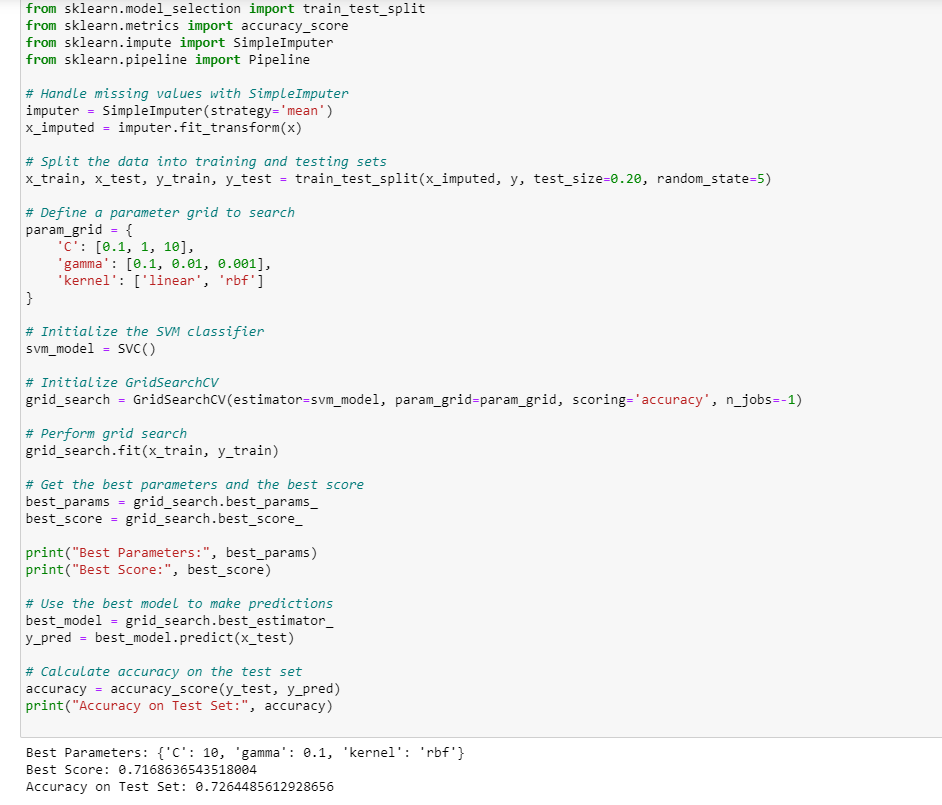 from sklearn.model_selection import train_test_split
from sklearn.metrics import accuracy_score
from sklearn.impute import SimpleImputer
from sklearn.pipeline import Pipeline
# Handle missing values with SimpleImputer
imputer = SimpleImputer(strategy='mean')
x_imputed = imputer.fit_transform(x)
# Split the data into training and testing sets
x_train, x_test, y_train, y_test = train_test_split(x_imputed, y, test_size=0.20, random_state=5)
# Define a parameter grid to search
param_grid = {
    'C': [0.1, 1, 10],
    'gamma': [0.1, 0.01, 0.001],
    'kernel': ['linear', 'rbf']
}
# Initialize the SVM classifier
svm_model = SVC()
# Initialize GridSearchCV
grid_search = GridSearchCV(estimator=svm_model, param_grid=param_grid, scoring='accuracy', n_jobs=-1)
# Perform grid search
grid_search.fit(x_train, y_train)
# Get the best parameters and the best score
best_params = grid_search.best_params_
best_score = grid_search.best_score_
print("Best Parameters:", best_params)
print("Best Score:", best_score)
# Use the best model to make predictions
best_model = grid_search.best_estimator_
y_pred = best_model.predict(x_test)
# Calculate accuracy on the test set
accuracy = accuracy_score(y_test, y_pred)
print("Accuracy on Test Set:", accuracy)
Best Parameters: {'C': 10, 'gamma': 0.1, 'kernel': 'rbf'}
Best Score: 0.7168636543518004
Accuracy on Test Set: 0.7264485612928656